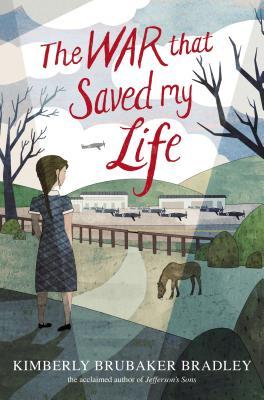 The WAR that
Saved my
Life
KIMBERLY BRUBAKER BRADLEY
the acclaimed author of Jefferson's Sons